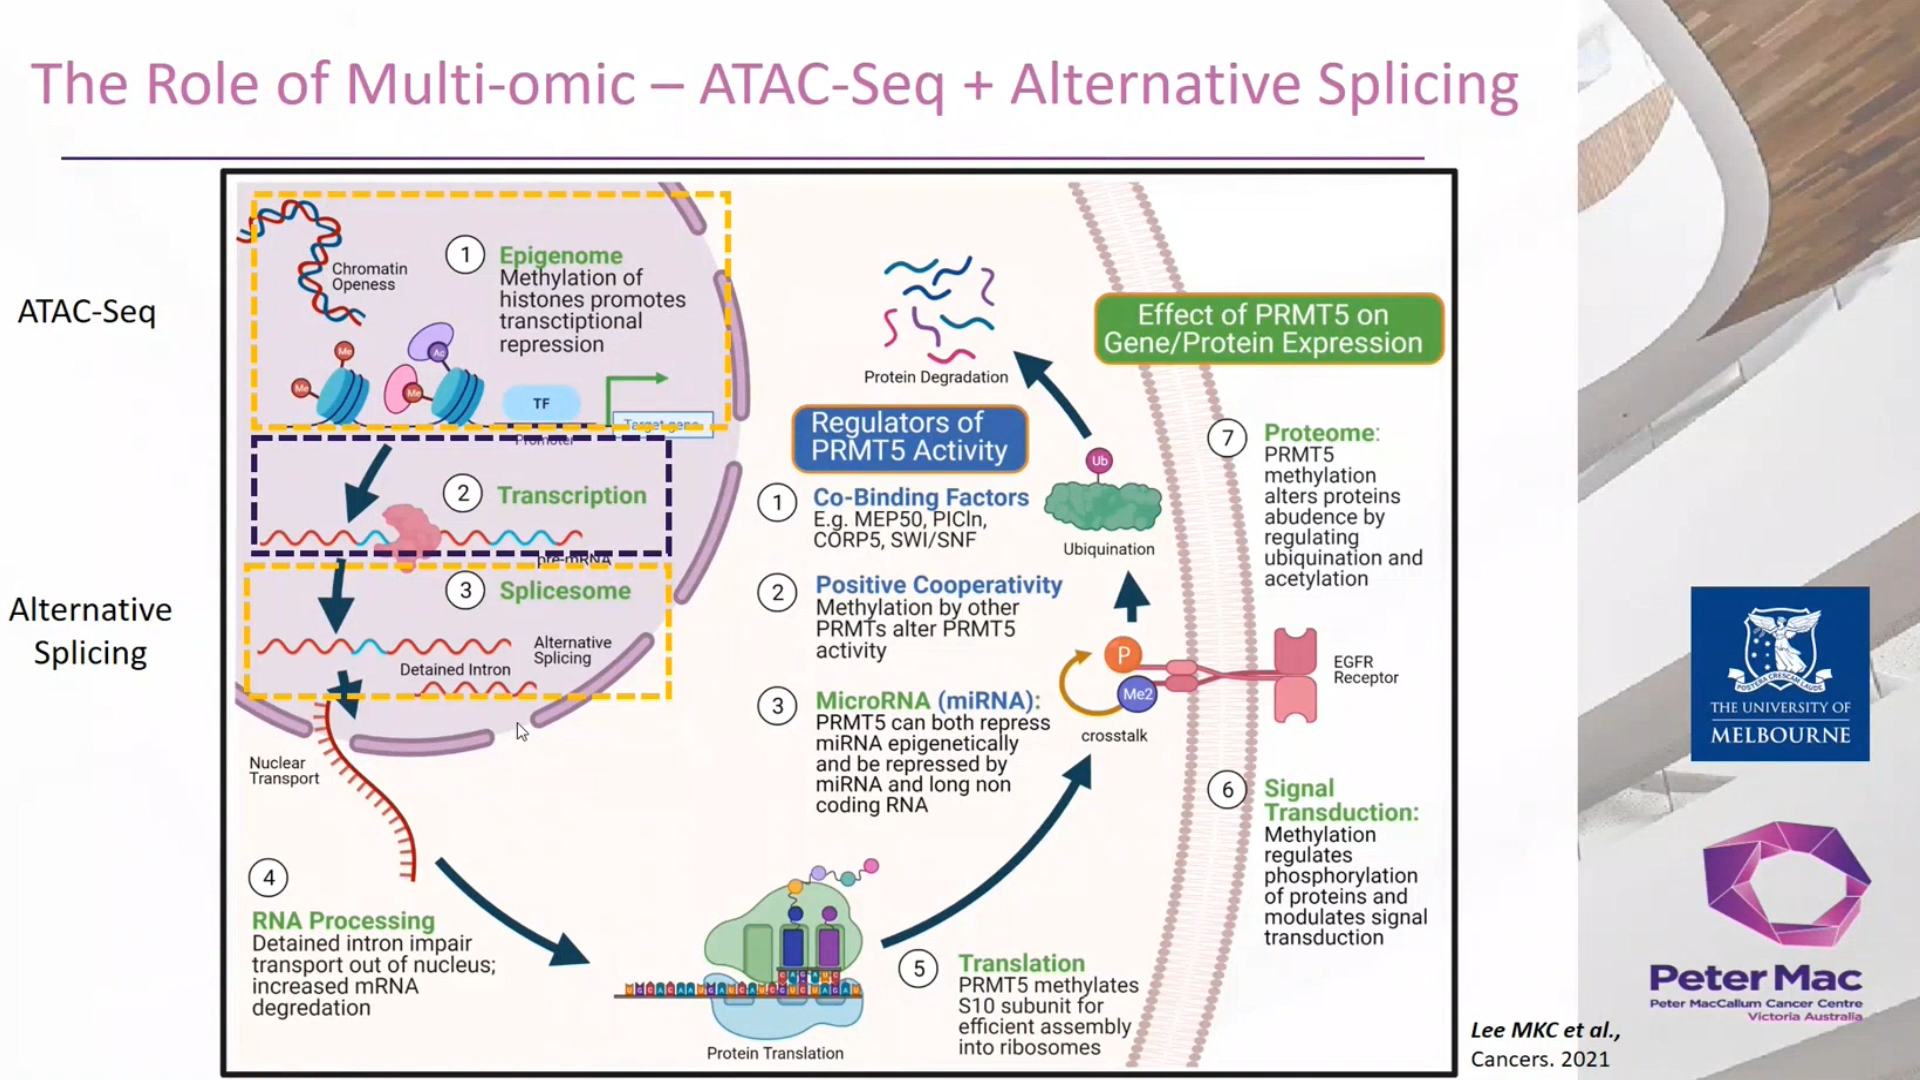 The Role of Multi-omic – ATAC-Seq + Alternative Splicing
ATAC-Seq
Alternative
Splicing
Chromatin
Openess
1
Epigenome
Methylation of
histones promotes
transctiptional
repression
Me
Me
Ac
Me
TF
Promoter
Target gene
2
Transcription
pre-mRNA
3
Splicesome
Alternative
Splicing
Detained Intron
Nuclear
Transport
4
RNA Processing
Detained intron impair
transport out of nucleus;
increased mRNA
degradation
Protein Degradation
Regulators of
PRMT5 Activity
1
Co-Binding Factors
E.g. MEP50, PICln,
CORP5, SWI/SNF
2
Positive Cooperativity
Methylation by other
PRMTs alter PRMT5
activity
3
MicroRNA (miRNA):
PRMT5 can both repress
miRNA epigenetically
and be repressed by
miRNA and long non
coding RNA
Protein Translation
5
Translation
PRMT5 methylates
S10 subunit for
efficient assembly
into ribosomes
Ub
Ubiquination
P
Me2
crosstalk
EGFR
Receptor
Effect of PRMT5 on
Gene/Protein Expression
7
Proteome:
PRMT5
methylation
alters proteins
abudence by
regulating
ubiquination and
acetylation
6
Signal
Transduction:
Methylation
regulates
phosphorylation
of proteins and
modulates signal
transduction
Lee MKC et al.,
Cancers. 2021
POSTERA CRESCAM LAUDE
THE UNIVERSITY OF
MELBOURNE
Peter Mac
Peter MacCallum Cancer Centre
Victoria Australia